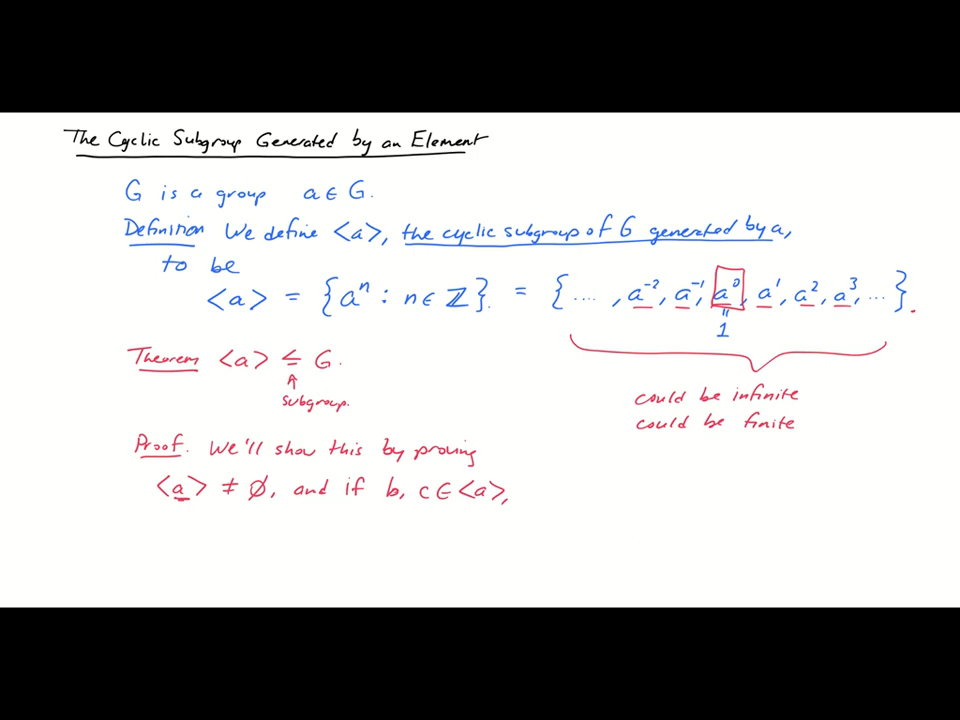 The Cyclic Subgroup Generated by an Element
G is a group a ∈ G.
Definition We define <a>, the cyclic subgroup of G generated by a,
to be
<a> = {aⁿ : n ∈ ℤ}. = {...., a⁻², a⁻¹, a⁰, a¹, a², a³, ...}.
"
1
Theorem <a> ≤ G.
↑
subgroup.
could be infinite
could be finite
Proof. We'll show this by proving
<a> ≠ ∅, and if b, c ∈ <a>,